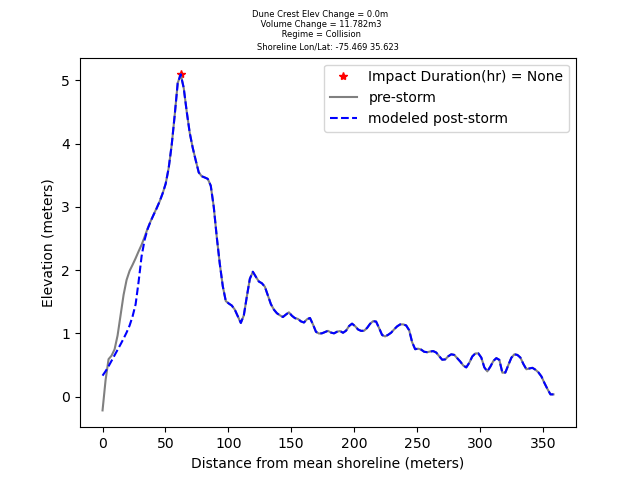 Dune Crest Elev Change = 0.0m
Volume Change = 11.782m3
Regime = Collision
Shoreline Lon/Lat: -75.469 35.623
Impact Duration(hr) = None
pre-storm
modeled post-storm
Elevation (meters)
5
4
3
2
1
0
0 50 100 150 200 250 300 350
Distance from mean shoreline (meters)